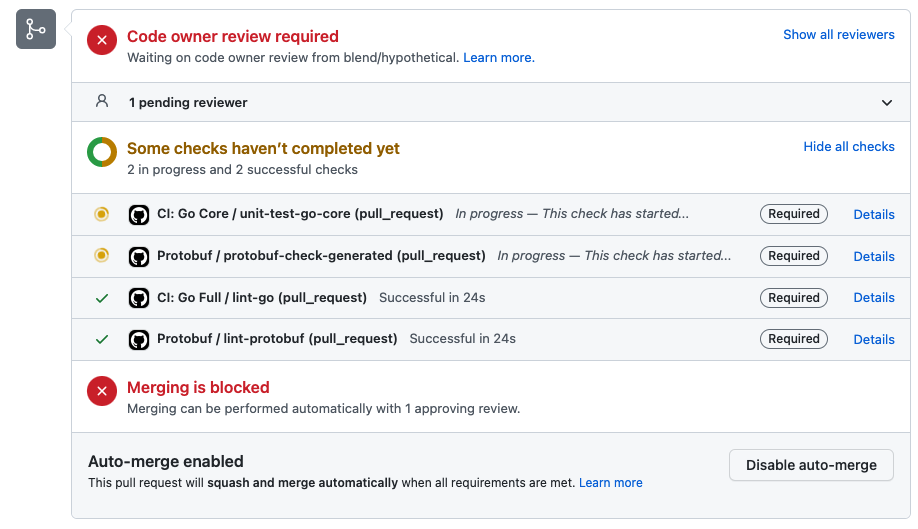 Code owner review required
Show all reviewers
Waiting on code owner review from blend/hypothetical. Learn more.
1 pending reviewer
Some checks haven’t completed yet
Hide all checks
2 in progress and 2 successful checks
CI: Go Core / unit-test-go-core (pull_request) In progress — This check has started... Required Details
Protobuf / protobuf-check-generated (pull_request) In progress — This check has started... Required Details
CI: Go Full / lint-go (pull_request) Successful in 24s Required Details
Protobuf / lint-protobuf (pull_request) Successful in 24s Required Details
Merging is blocked
Merging can be performed automatically with 1 approving review.
Auto-merge enabled
Disable auto-merge
This pull request will squash and merge automatically when all requirements are met. Learn more